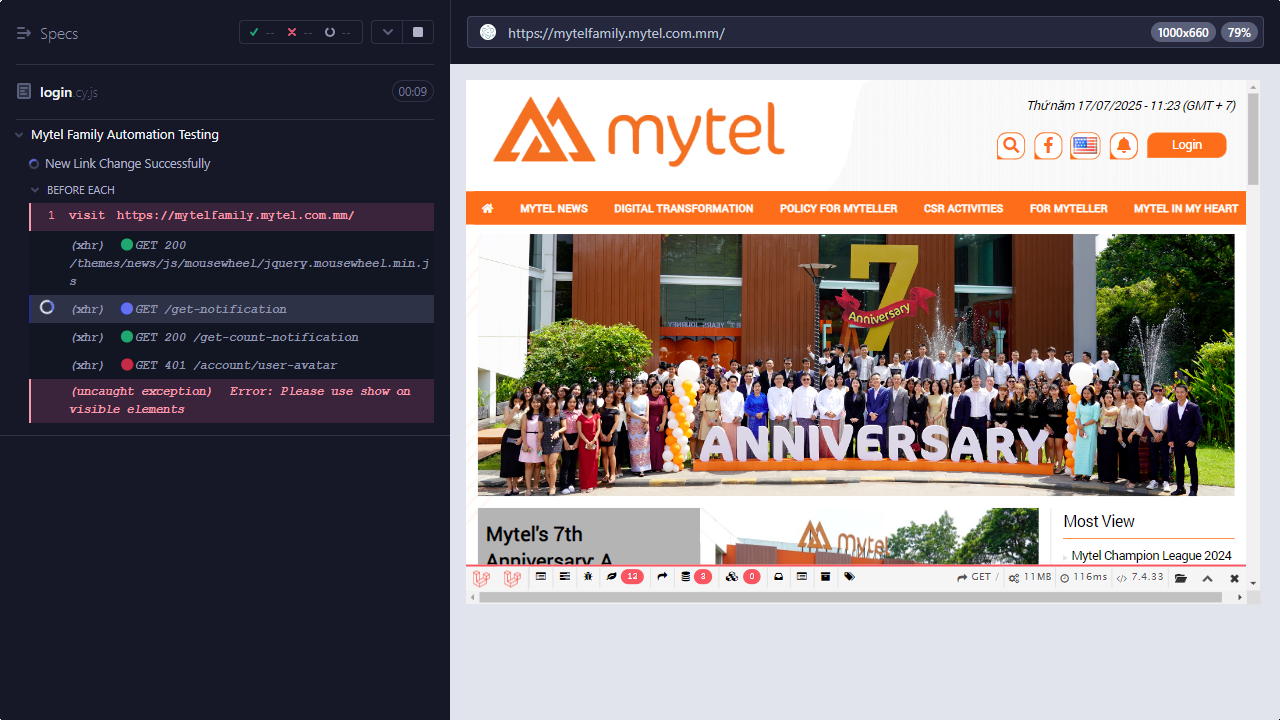 Specs
-- -- --
login cy.js
00:09
Mytel Family Automation Testing
New Link Change Successfully
BEFORE EACH
1 visit https://mytelfamily.mytel.com.mm/
(xhr) GET 200
/themes/news/js/mousewheel/jquery.mousewheel.min.j
s
(xhr) GET /get-notification
(xhr) GET 200 /get-count-notification
(xhr) GET 401 /account/user-avatar
(uncaught exception) Error: Please use show on
visible elements
https://mytelfamily.mytel.com.mm/
1000x660
79%
mytel
Thứ năm 17/07/2025 - 11:23 (GMT + 7)
Login
MYTEL NEWS DIGITAL TRANSFORMATION POLICY FOR MYTELLER CSR ACTIVITIES FOR MYTELLER MYTEL IN MY HEART
7
Anniversary
ANNIVERSARY
Mytel's 7th
Anniversary: A
mytel
Most View
Mytel Champion League 2024
12 3 0
GET / 11MB 116ms 7.4.33